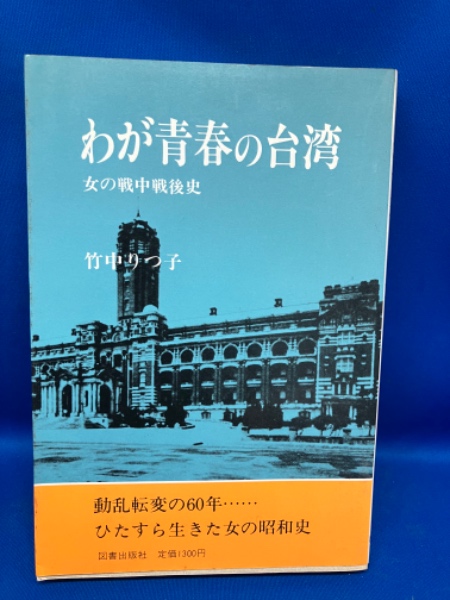 わが青春の台湾
女の戦中戦後史
竹中りつ子
動乱転変の60年……
ひたすら生きた女の昭和史
図書出版社 定価1300円